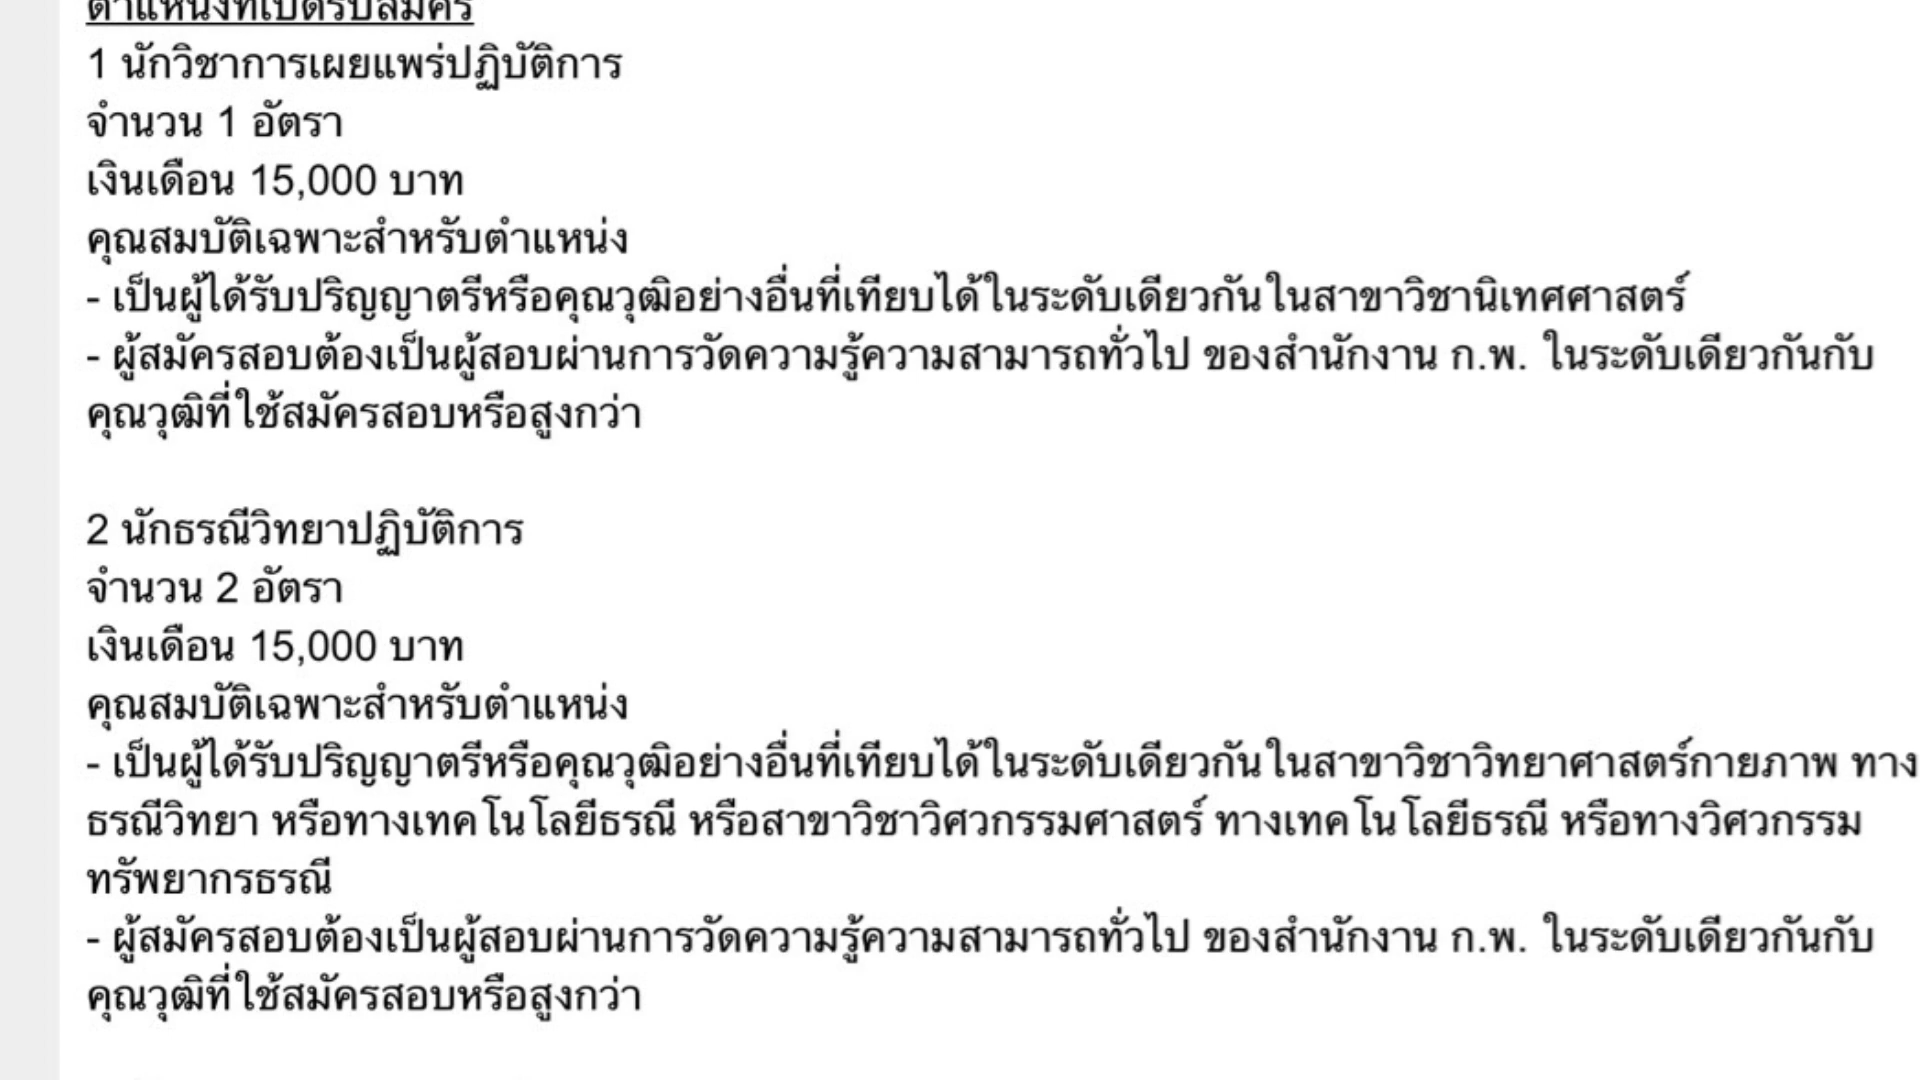 ตำแหน่งที่เปิดรับสมัคร
1 นักวิชาการเผยแพร่ปฏิบัติการ
จำนวน 1 อัตรา
เงินเดือน 15,000 บาท
คุณสมบัติเฉพาะสำหรับตำแหน่ง
- เป็นผู้ได้รับปริญญาตรีหรือคุณวุฒิอย่างอื่นที่เทียบได้ในระดับเดียวกันในสาขาวิชานิเทศศาสตร์
- ผู้สมัครสอบต้องเป็นผู้สอบผ่านการวัดความรู้ความสามารถทั่วไป ของสำนักงาน ก.พ. ในระดับเดียวกันกับ
คุณวุฒิที่ใช้สมัครสอบหรือสูงกว่า
2 นักธรณีวิทยาปฏิบัติการ
จำนวน 2 อัตรา
เงินเดือน 15,000 บาท
คุณสมบัติเฉพาะสำหรับตำแหน่ง
- เป็นผู้ได้รับปริญญาตรีหรือคุณวุฒิอย่างอื่นที่เทียบได้ในระดับเดียวกันในสาขาวิชาวิทยาศาสตร์กายภาพ ทาง
ธรณีวิทยา หรือทางเทคโนโลยีธรณี หรือสาขาวิชาวิศวกรรมศาสตร์ ทางเทคโนโลยีธรณี หรือทางวิศวกรรม
ทรัพยากรธรณี
- ผู้สมัครสอบต้องเป็นผู้สอบผ่านการวัดความรู้ความสามารถทั่วไป ของสำนักงาน ก.พ. ในระดับเดียวกันกับ
คุณวุฒิที่ใช้สมัครสอบหรือสูงกว่า